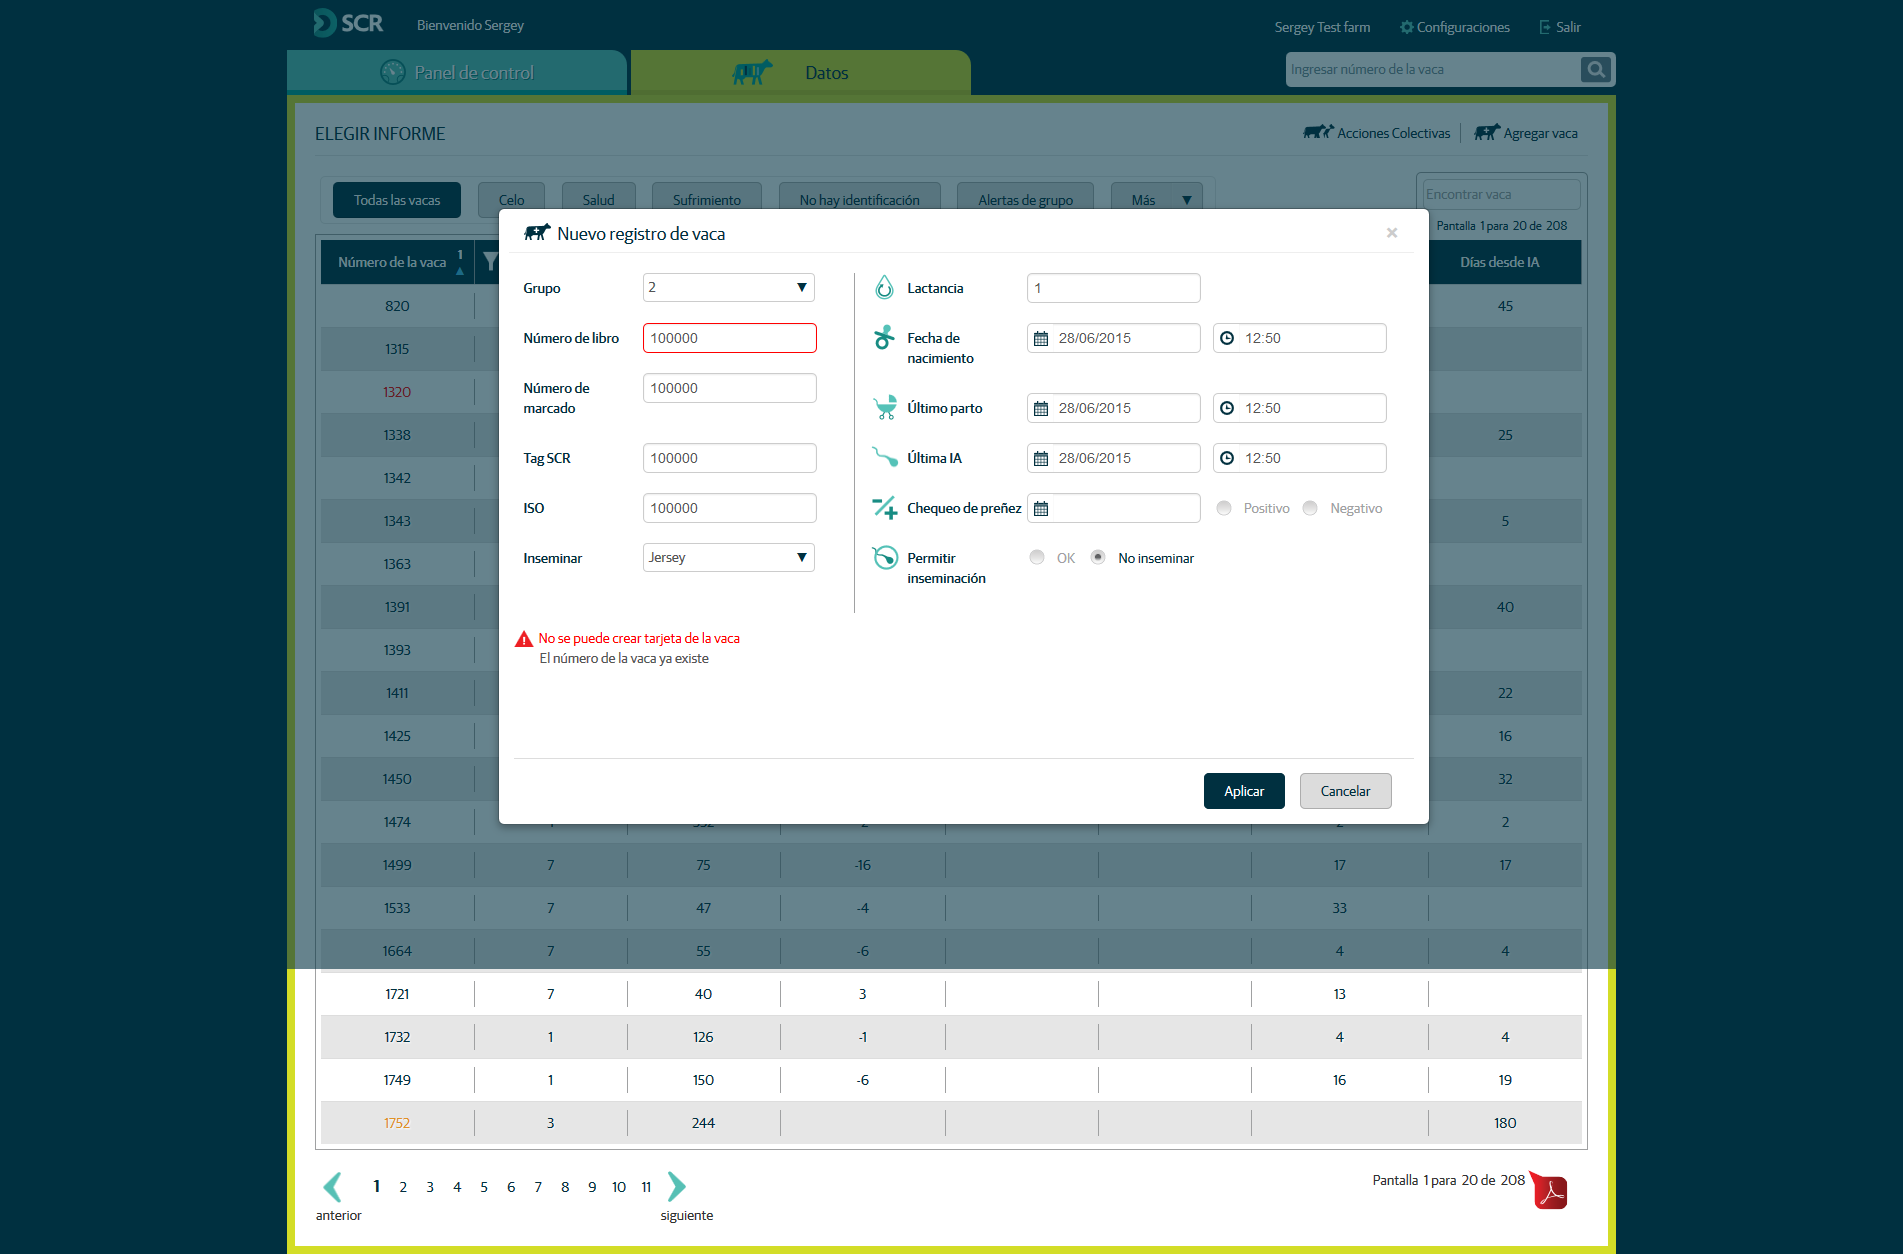 SCR
Bienvenido Sergey
Sergey Test farm
Configuraciones
Salir
Panel de control
Datos
Ingresar número de la vaca
ELEGIR INFORME
Acciones Colectivas
Agregar vaca
Todas las vacas
Celo
Salud
Sufrimiento
No hay identificación
Alertas de grupo
Más
Encontrar vaca
Pantalla 1 para 20 de 208
Número de la vaca 1
Días desde IA
Nuevo registro de vaca
Grupo 2
Número de libro 100000
Número de
marcado 100000
Tag SCR 100000
ISO 100000
Inseminar Jersey
Lactancia 1
Fecha de
nacimiento 28/06/2015 12:50
Último parto 28/06/2015 12:50
Última IA 28/06/2015 12:50
Chequeo de preñez Positivo Negativo
Permitir
inseminación OK No inseminar
No se puede crear tarjeta de la vaca
El número de la vaca ya existe
Aplicar
Cancelar
820 45
1315
1320
1338 25
1342
1343 5
1363
1391 40
1393
1411 22
1425 16
1450 32
1474 2
1499 7 75 -16 17 17
1533 7 47 -4 33
1664 7 55 -6 4 4
1721 7 40 3 13
1732 1 126 -1 4 4
1749 1 150 -6 16 19
1752 3 244 180
1 2 3 4 5 6 7 8 9 10 11
anterior
siguiente
Pantalla 1 para 20 de 208